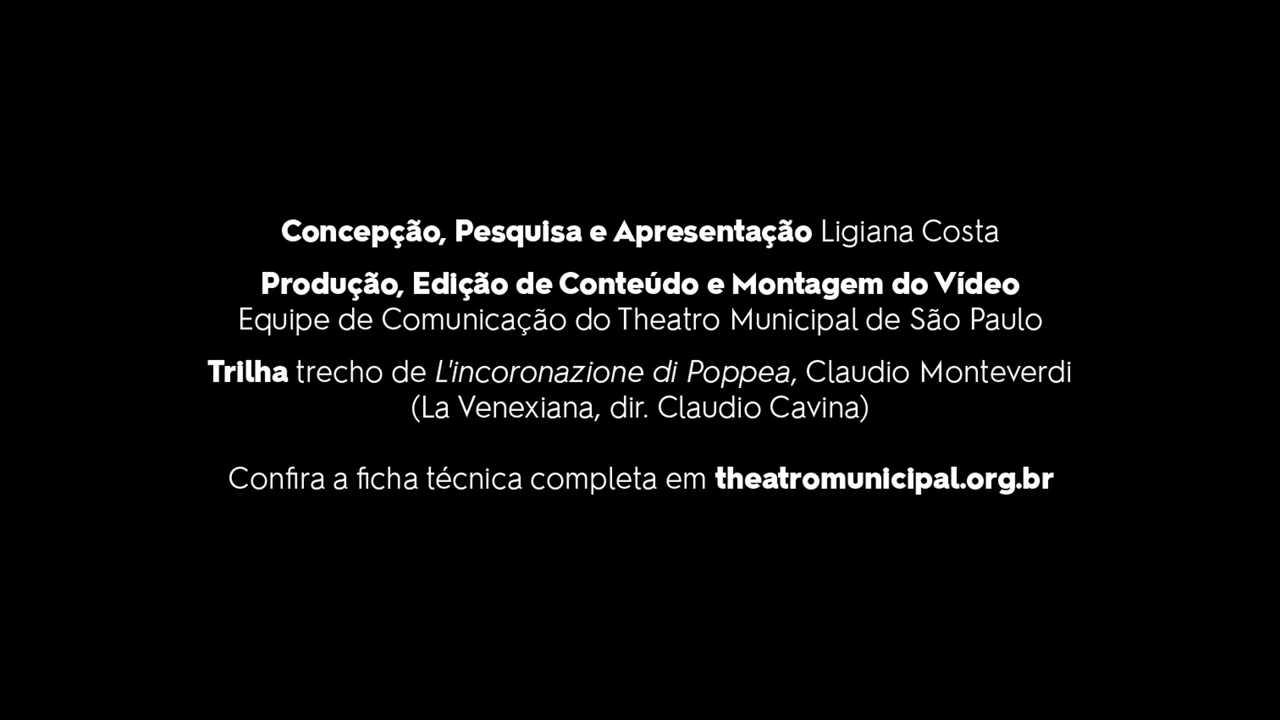 Concepção, Pesquisa e Apresentação Ligiana Costa
Produção, Edição de Conteúdo e Montagem do Vídeo
Equipe de Comunicação do Theatro Municipal de São Paulo
Trilha trecho de L'incoronazione di Poppea, Claudio Monteverdi
(La Venexiana, dir. Claudio Cavina)
Confira a ficha técnica completa em theatromunicipal.org.br